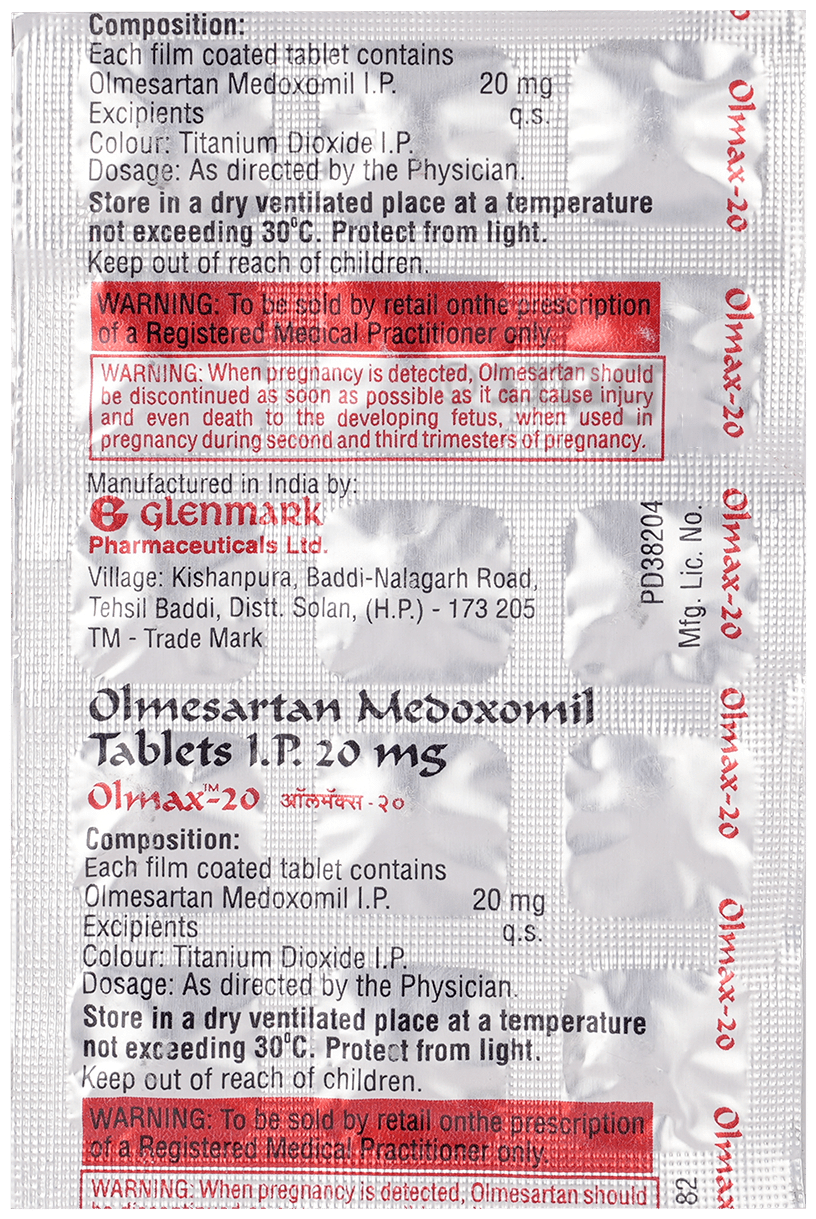 Composition:
Each film coated tablet contains
Olmesartan Medoxomil I.P. 20 mg
Excipients q.s.
Colour: Titanium Dioxide I.P.
Dosage: As directed by the Physician.
Store in a dry ventilated place at a temperature
not exceeding 30⁰C. Protect from light.
Keep out of reach of children.
WARNING: To be sold by retail onthe prescription
of a Registered Medical Practitioner only.
WARNING: When pregnancy is detected, Olmesartan should
be discontinued as soon as possible as it can cause injury
and even death to the developing fetus, when used in
pregnancy during second and third trimesters of pregnancy.
Manufactured in India by:
GLENMARK
Pharmaceuticals Ltd.
Village: Kishanpura, Baddi-Nalagarh Road,
Tehsil Baddi, Distt. Solan, (H.P.) - 173 205
TM - Trade Mark
PD38204
Mfg. Lic. No.
Olmesartan Medoxomil
Tablets I.P. 20 mg
Olmax™-20 ऑलमॅक्स - २०
Composition:
Each film coated tablet contains
Olmesartan Medoxomil I.P. 20 mg
Excipients q.s.
Colour: Titanium Dioxide I.P.
Dosage: As directed by the Physician.
Store in a dry ventilated place at a temperature
not exceeding 30⁰C. Protect from light.
Keep out of reach of children.
WARNING: To be sold by retail onthe prescription
of a Registered Medical Practitioner only.
WARNING: When pregnancy is detected, Olmesartan should
82
Olmax-20
Olmax-20
Olmax-20
Olmax-20
Olmax-20
Olmax